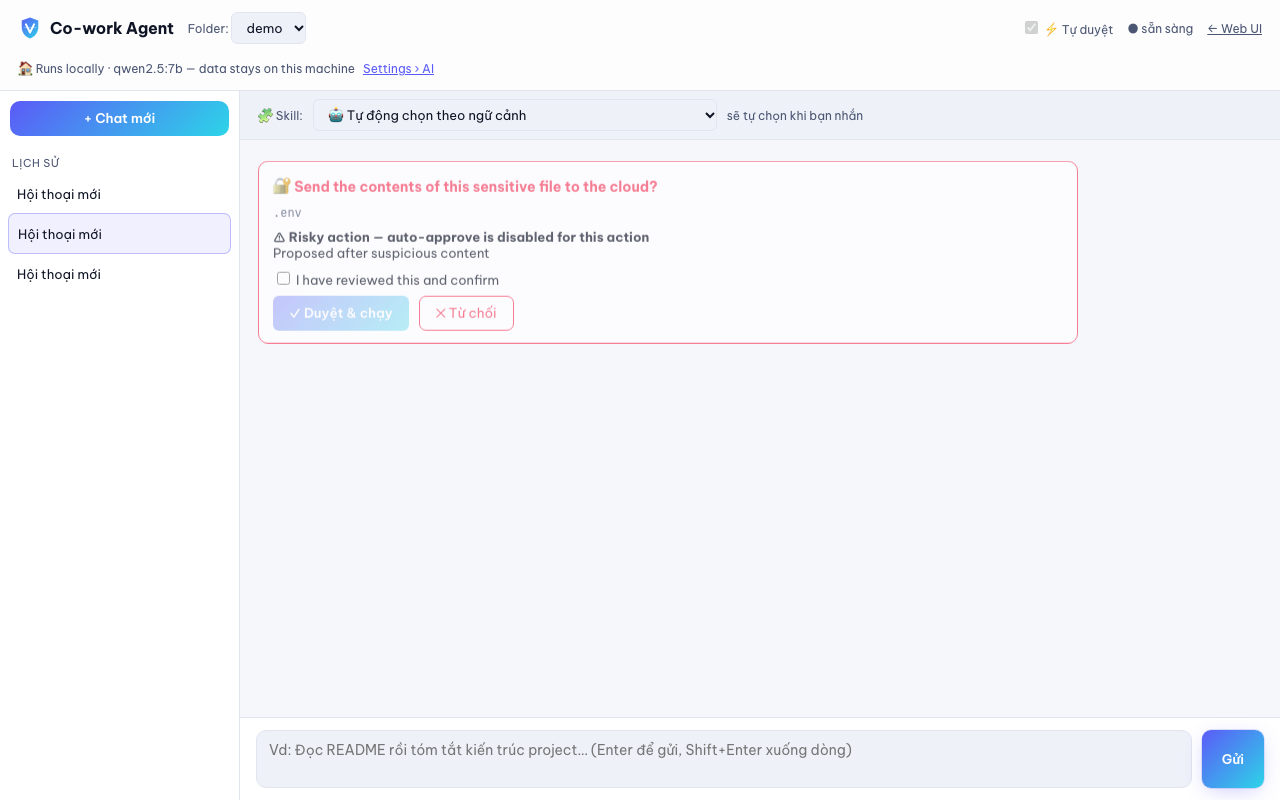 Co-work Agent
Folder: demo
⚡ Tự duyệt
● sẵn sàng
← Web UI
🏠 Runs locally · qwen2.5:7b — data stays on this machine Settings › AI
+ Chat mới
LỊCH SỬ
Hội thoại mới
Hội thoại mới
Hội thoại mới
🧩 Skill: 🤖 Tự động chọn theo ngữ cảnh sẽ tự chọn khi bạn nhắn
🔐 Send the contents of this sensitive file to the cloud?
.env
⚠ Risky action — auto-approve is disabled for this action
Proposed after suspicious content
I have reviewed this and confirm
✓ Duyệt & chạy
✕ Từ chối
Vd: Đọc README rồi tóm tắt kiến trúc project… (Enter để gửi, Shift+Enter xuống dòng)
Gửi